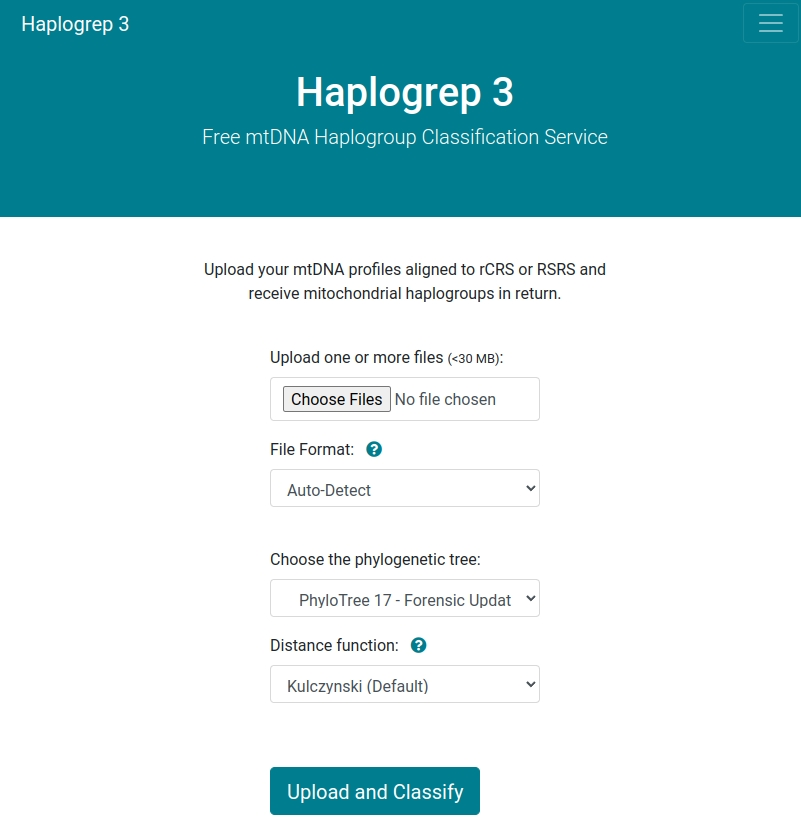 Haplogrep 3
Haplogrep 3
Free mtDNA Haplogroup Classification Service
Upload your mtDNA profiles aligned to rCRS or RSRS and
receive mitochondrial haplogroups in return.
Upload one or more files (<30 MB):
Choose Files No file chosen
File Format: ?
Auto-Detect
Choose the phylogenetic tree:
PhyloTree 17 - Forensic Updat
Distance function: ?
Kulczynski (Default)
Upload and Classify